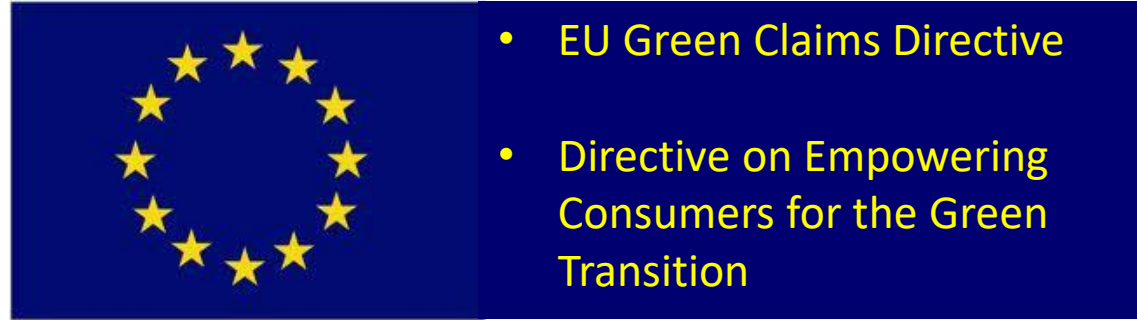 • EU Green Claims Directive
• Directive on Empowering
Consumers for the Green
Transition